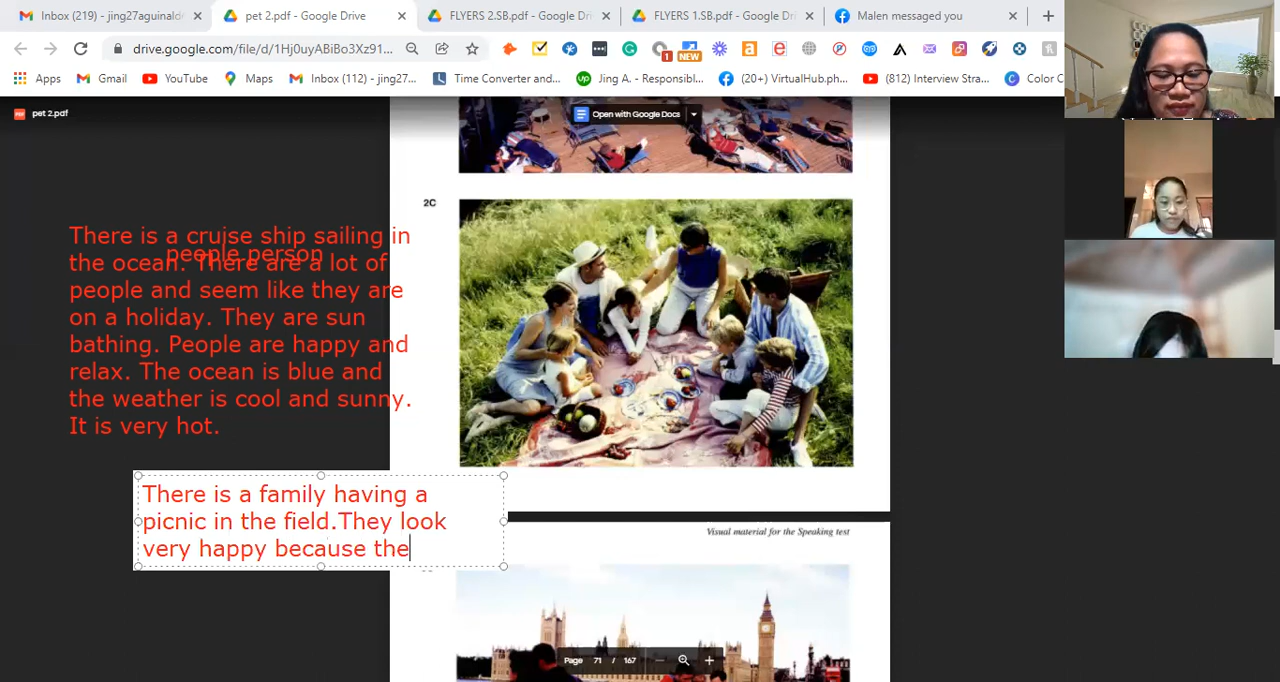 Inbox (219) - jing27aguinald
pet 2.pdf - Google Drive
FLYERS 2.SB.pdf - Google Dri
FLYERS 1.SB.pdf - Google Dri
Malen messaged you
drive.google.com/file/d/1Hj0uyABiBo3Xz91...
1
NEW
Apps
Gmail
YouTube
Maps
Inbox (112) - jing27...
Time Converter and...
Jing A. - Responsibl...
(20+) VirtualHub.ph...
(812) Interview Stra...
Color C
pet 2.pdf
Open with Google Docs
2C
There is a cruise ship sailing in
people person
the ocean. There are a lot of
people and seem like they are
on a holiday. They are sun
bathing. People are happy and
relax. The ocean is blue and
the weather is cool and sunny.
It is very hot.
There is a family having a
picnic in the field.They look
very happy because the
Visual material for the Speaking test
Page 71 / 167